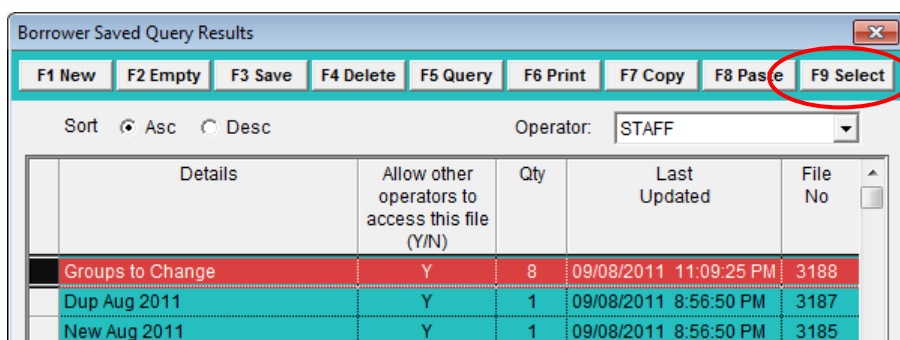 Borrower Saved Query Results
F1 New F2 Empty F3 Save F4 Delete F5 Query F6 Print F7 Copy F8 Paste F9 Select
Sort Asc Desc Operator: STAFF
Details Allow other operators to access this file (Y/N) Qty Last Updated File No
Groups to Change Y 8 09/08/2011 11:09:25 PM 3188
Dup Aug 2011 Y 1 09/08/2011 8:56:50 PM 3187
New Aug 2011 Y 1 09/08/2011 8:56:50 PM 3185